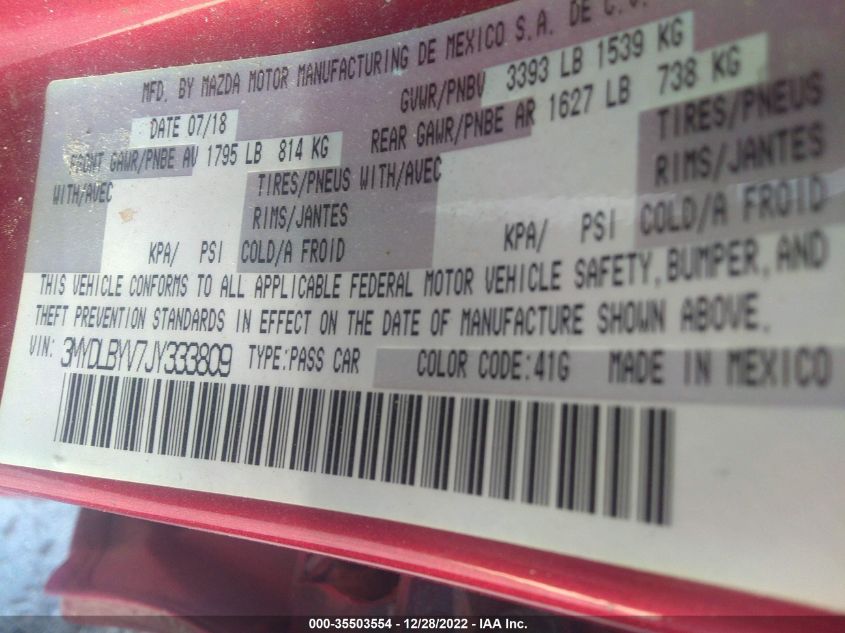 MFD. BY MAZDA MOTOR MANUFACTURING DE MEXICO S.A. DE C.V.
DATE 07/18 GVWR/PNBV 3393 LB 1539 KG
FRONT GAWR/PNBE AV 1795 LB 814 KG REAR GAWR/PNBE AR 1627 LB 738 KG
WITH/AVEC TIRES/PNEUS WITH/AVEC TIRES/PNEUS
RIMS/JANTES RIMS/JANTES
KPA/ PSI COLD/A FROID KPA/ PSI COLD/A FROID
THIS VEHICLE CONFORMS TO ALL APPLICABLE FEDERAL MOTOR VEHICLE SAFETY, BUMPER, AND
THEFT PREVENTION STANDARDS IN EFFECT ON THE DATE OF MANUFACTURE SHOWN ABOVE.
VIN: 3MYDLBYV7JY333809 TYPE:PASS CAR COLOR CODE:41G MADE IN MEXICO
000-35503554 - 12/28/2022 - IAA Inc.